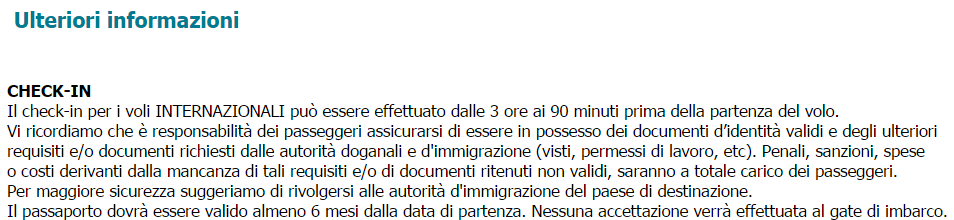 Ulteriori informazioni
CHECK-IN
Il check-in per i voli INTERNAZIONALI può essere effettuato dalle 3 ore ai 90 minuti prima della partenza del volo.
Vi ricordiamo che è responsabilità dei passeggeri assicurarsi di essere in possesso dei documenti d’identità validi e degli ulteriori
requisiti e/o documenti richiesti dalle autorità doganali e d'immigrazione (visti, permessi di lavoro, etc). Penali, sanzioni, spese
o costi derivanti dalla mancanza di tali requisiti e/o di documenti ritenuti non validi, saranno a totale carico dei passeggeri.
Per maggiore sicurezza suggeriamo di rivolgersi alle autorità d'immigrazione del paese di destinazione.
Il passaporto dovrà essere valido almeno 6 mesi dalla data di partenza. Nessuna accettazione verrà effettuata al gate di imbarco.